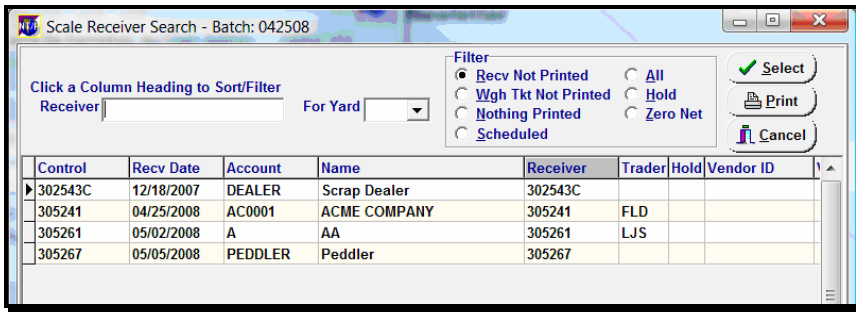 NT/P Scale Receiver Search - Batch: 042508
Filter
Click a Column Heading to Sort/Filter
Receiver For Yard
Recv Not Printed All
Wgh Tkt Not Printed Hold
Nothing Printed Zero Net
Scheduled
Select
Print
Cancel
Control Recv Date Account Name Receiver Trader Hold Vendor ID
302543C 12/18/2007 DEALER Scrap Dealer 302543C
305241 04/25/2008 AC0001 ACME COMPANY 305241 FLD
305261 05/02/2008 A AA 305261 LJS
305267 05/05/2008 PEDDLER Peddler 305267